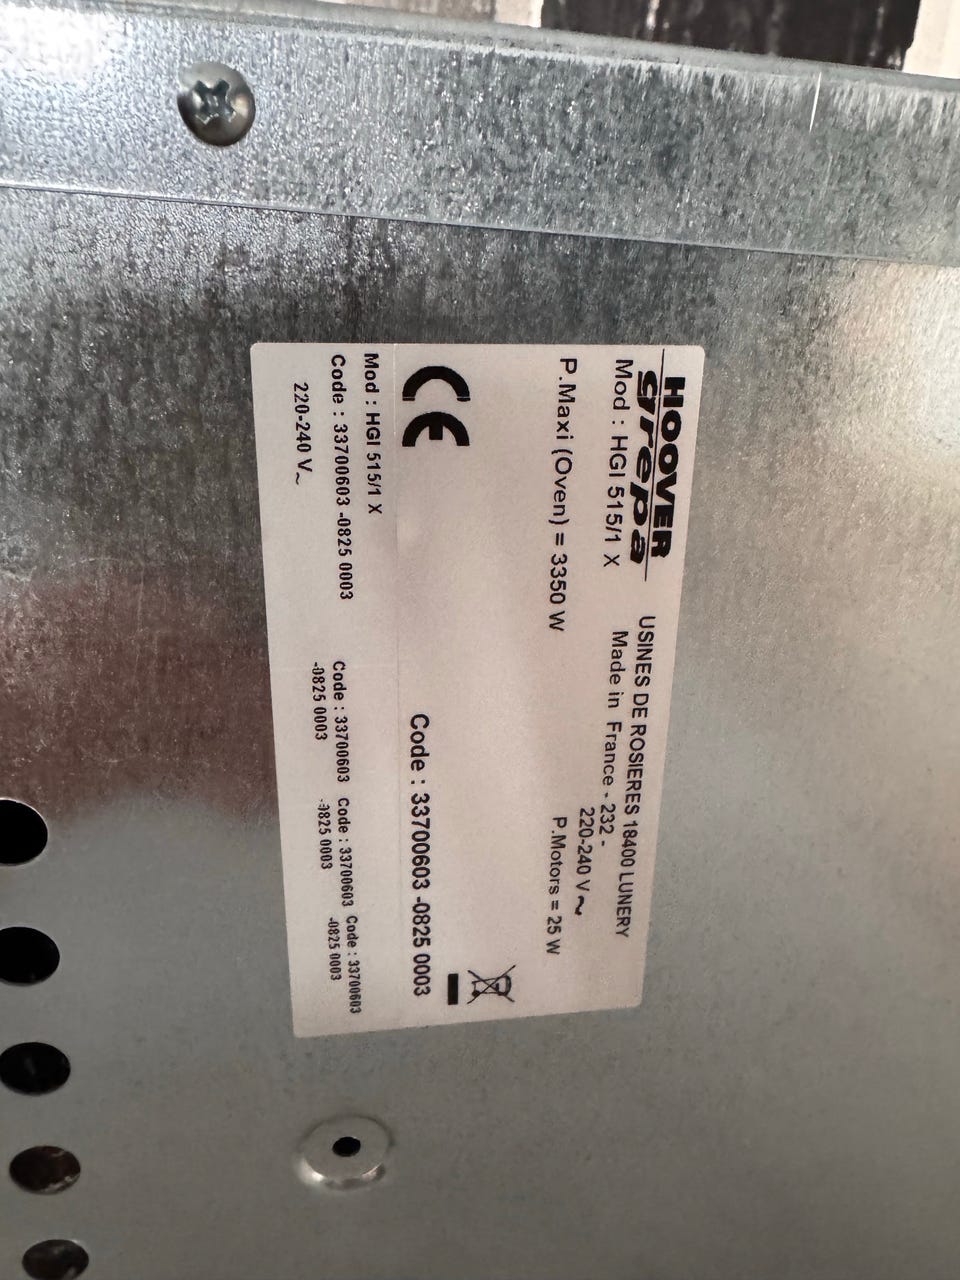 HOOVER
grepa
USINES DE ROSIERES 18400 LUNERY
Mod : HGI 515/1 X
Made in France - 232 -
220-240 V ~
P.Maxi (Oven) = 3350 W
P.Motors = 25 W
CE
Code : 33700603 -0825 0003
Mod : HGI 515/1 X
Code : 33700603 -0825 0003
220-240 V~
Code : 33700603
-0825 0003
Code : 33700603
-0825 0003
Code : 33700603
-0825 0003